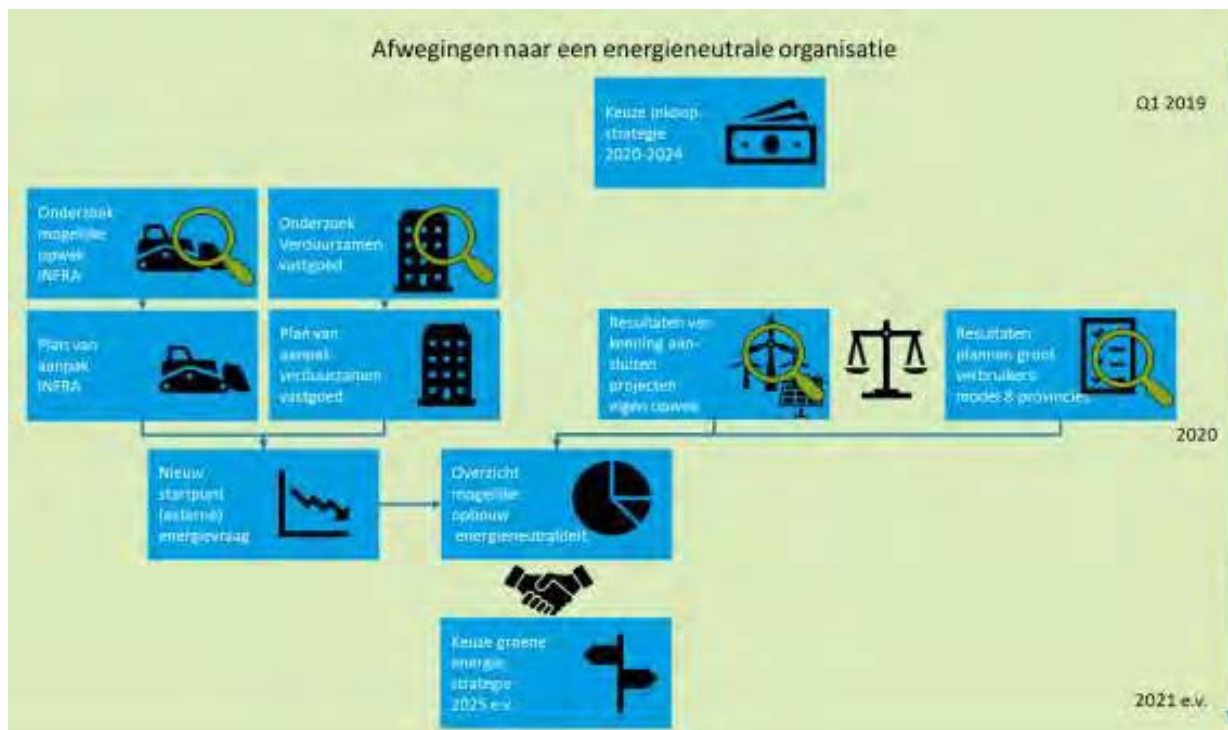 Afwegingen naar een energieneutrale organisatie
Q1 2019
Keuze inkoop-
strategie
2020-2024
Onderzoek
mogelijke
opwek
INFRA
Onderzoek
Verduurzamen
vastgoed
Plan van
aanpak
INFRA
Plan van
aanpak
verduurzamen
vastgoed
Resultaten ver-
kenning aan-
sluiten
projecten
eigen opwek
Resultaten
plannen groot
verbruikers-
model 8 provincies
2020
Nieuw
startpunt
(externe)
energievraag
Overzicht
mogelijke
opbouw
energieneutraliteit
Keuze groene
energie
strategie
2025 e.v.
2021 e.v.